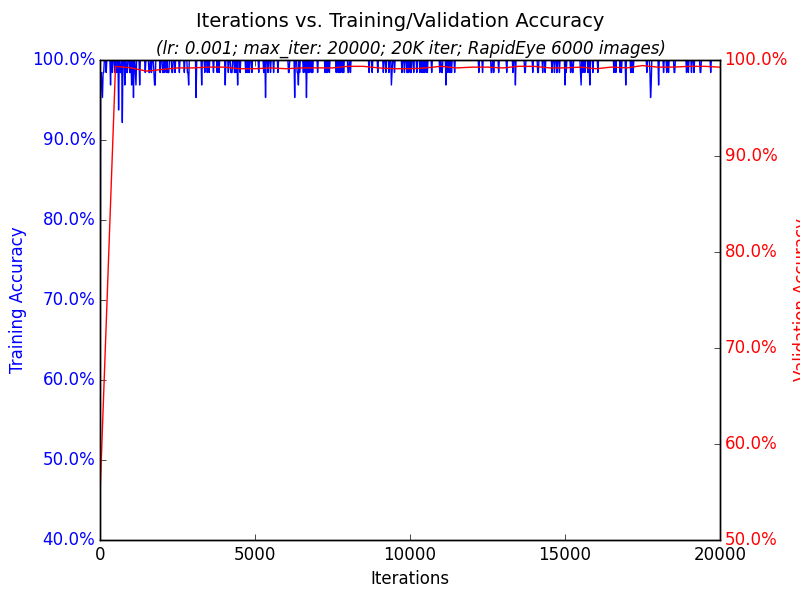 Iterations vs. Training/Validation Accuracy
(lr: 0.001; max_iter: 20000; 20K iter; RapidEye 6000 images)
100.0%
90.0%
80.0%
70.0%
60.0%
50.0%
40.0%
Training Accuracy
100.0%
90.0%
80.0%
70.0%
60.0%
50.0%
Validation Accuracy
0 5000 10000 15000 20000
Iterations